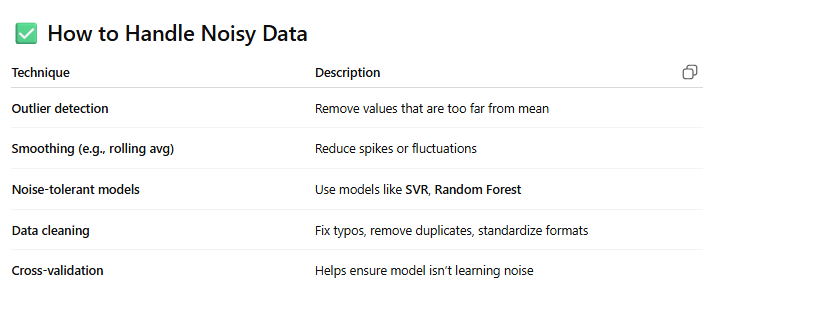 ✅ How to Handle Noisy Data
Technique Description
Outlier detection Remove values that are too far from mean
Smoothing (e.g., rolling avg) Reduce spikes or fluctuations
Noise-tolerant models Use models like SVR, Random Forest
Data cleaning Fix typos, remove duplicates, standardize formats
Cross-validation Helps ensure model isn’t learning noise